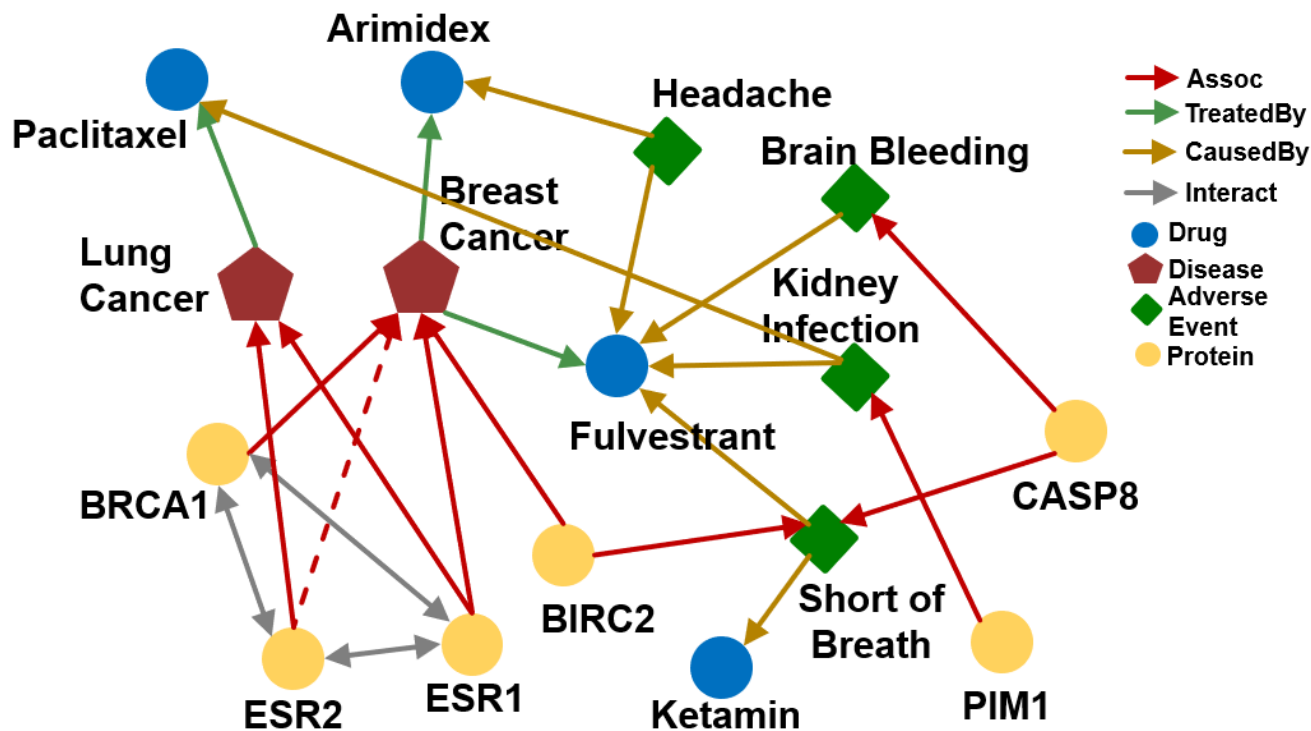 Arimidex
Paclitaxel
Headache
Brain Bleeding
Breast
Cancer
Lung
Cancer
Kidney
Infection
Fulvestrant
BRCA1
CASP8
BIRC2
Short of
Breath
ESR2
ESR1
Ketamin
PIM1
Assoc
TreatedBy
CausedBy
Interact
Drug
Disease
Adverse
Event
Protein